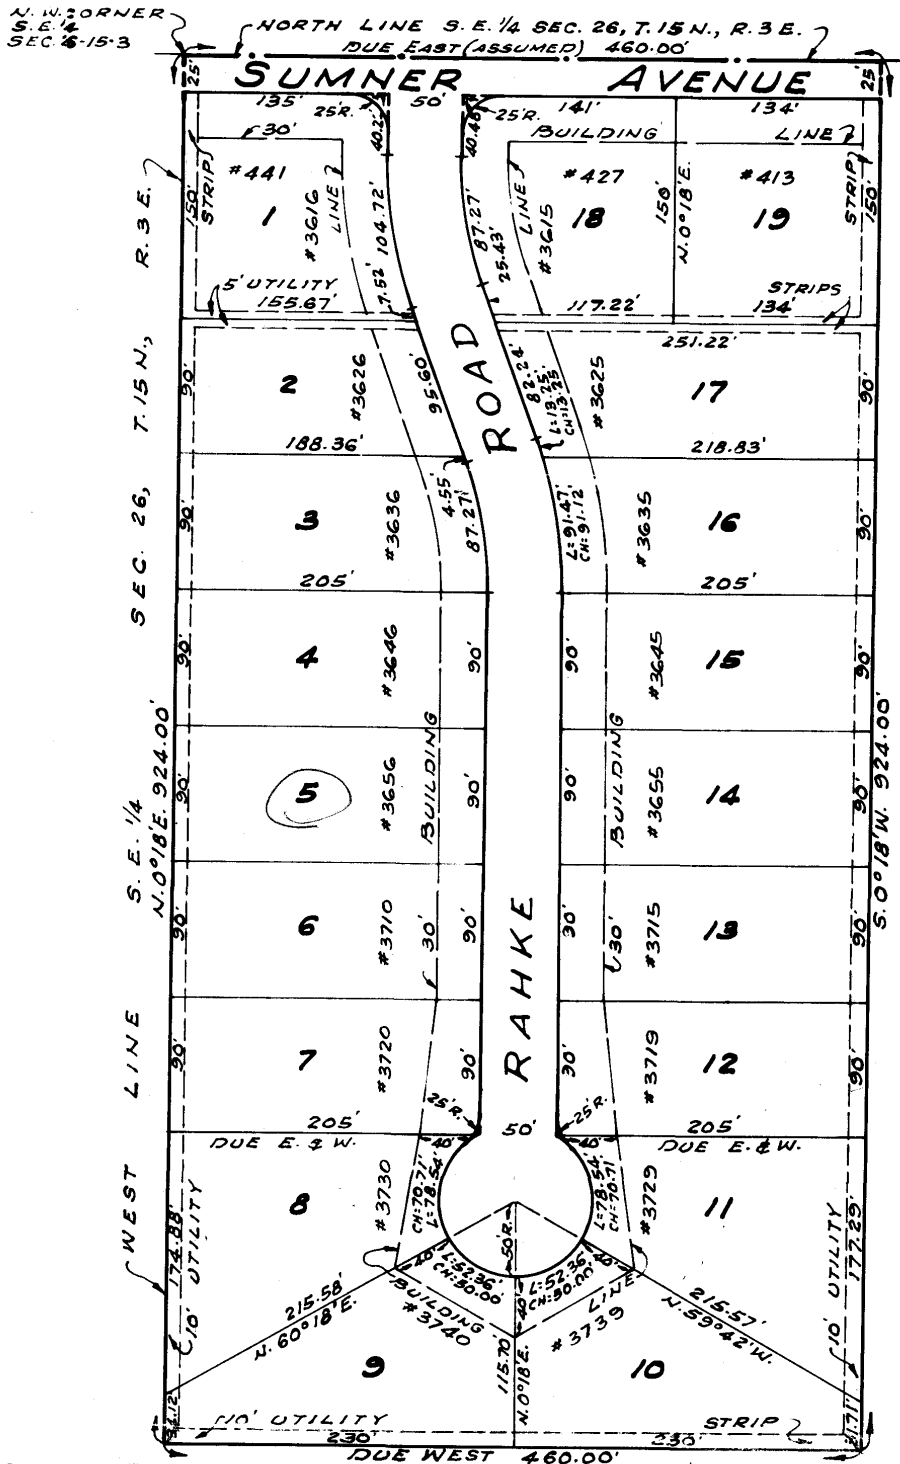 N. W. CORNER
S. E. 1/4
SEC. 26-15-3
NORTH LINE S.E. 1/4 SEC. 26, T. 15 N., R. 3 E.
DUE EAST (ASSUMED) 460.00'
25'
SUMNER AVENUE
25'
135'
25'R.
50'
25'R.
141'
134'
40.2'
40.48'
30'
BUILDING LINE
STRIP
150'
#441
1
#3616
LINE
104.72'
7.52'
87.27'
25.43'
LINE
#3615
#427
18
150'
N. 0°18'E.
#413
19
STRIP
150'
5' UTILITY
155.67'
117.22'
STRIPS
134'
251.22'
90'
2
#3626
95.60'
188.36'
ROAD
82.24'
L=13.25'
CH=13.25
#3625
17
90'
218.83'
90'
3
#3636
4.55'
87.27'
205'
L=91.47'
CH=91.12
#3635
16
90'
205'
90'
4
#3646
90'
90'
#3645
15
90'
90'
5
#3656
BUILDING
90'
90'
BUILDING
#3655
14
90'
90'
6
#3710
30'
90'
90'
30'
#3715
13
90'
RAHKE
90'
7
#3720
90'
90'
#3719
12
90'
205'
25'R.
50'
25'R.
205'
DUE E. & W.
40'
40'
DUE E. & W.
8
#3730
CH=70.71'
L=78.54'
L=78.54'
CH=70.71
#3729
11
174.88'
10' UTILITY
177.29'
10' UTILITY
50'R.
40'
L=52.36'
CH=50.00
40'
L=52.36'
CH=50.00'
40'
215.58'
N. 60°18'E.
BUILDING
#3740
LINE
#3739
215.57'
N. 59°42'W.
9
115.70'
N. 0°18'E.
10
10' UTILITY STRIP
230'
230'
DUE WEST 460.00'
WEST LINE S. E. 1/4 SEC. 26, T. 15 N., R. 3 E.
N. 0°18'E. 924.00'
S. 0°18'W. 924.00'